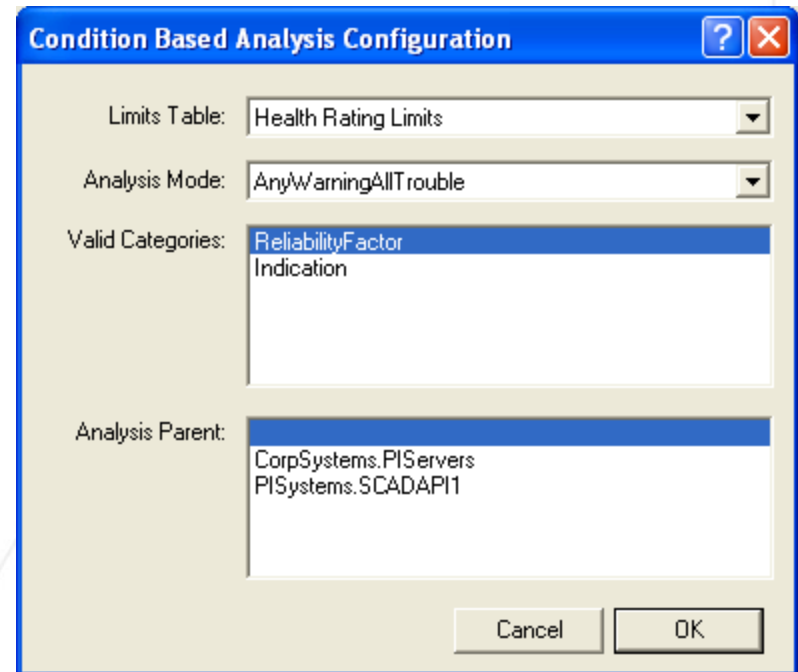 Condition Based Analysis Configuration
Limits Table: Health Rating Limits
Analysis Mode: AnyWarningAllTrouble
Valid Categories: ReliabilityFactor
Indication
Analysis Parent:
CorpSystems.PIServers
PISystems.SCADAPI1
Cancel OK